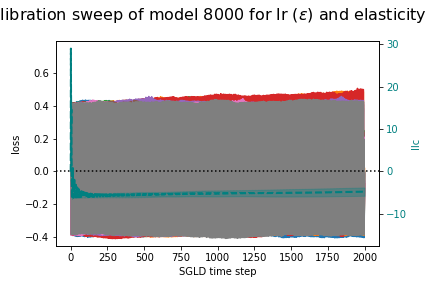 libration sweep of model 8000 for lr (ε) and elasticity
0.6
0.4
0.2
0.0
−0.2
−0.4
loss
30
20
10
0
−10
llc
0 250 500 750 1000 1250 1500 1750 2000
SGLD time step